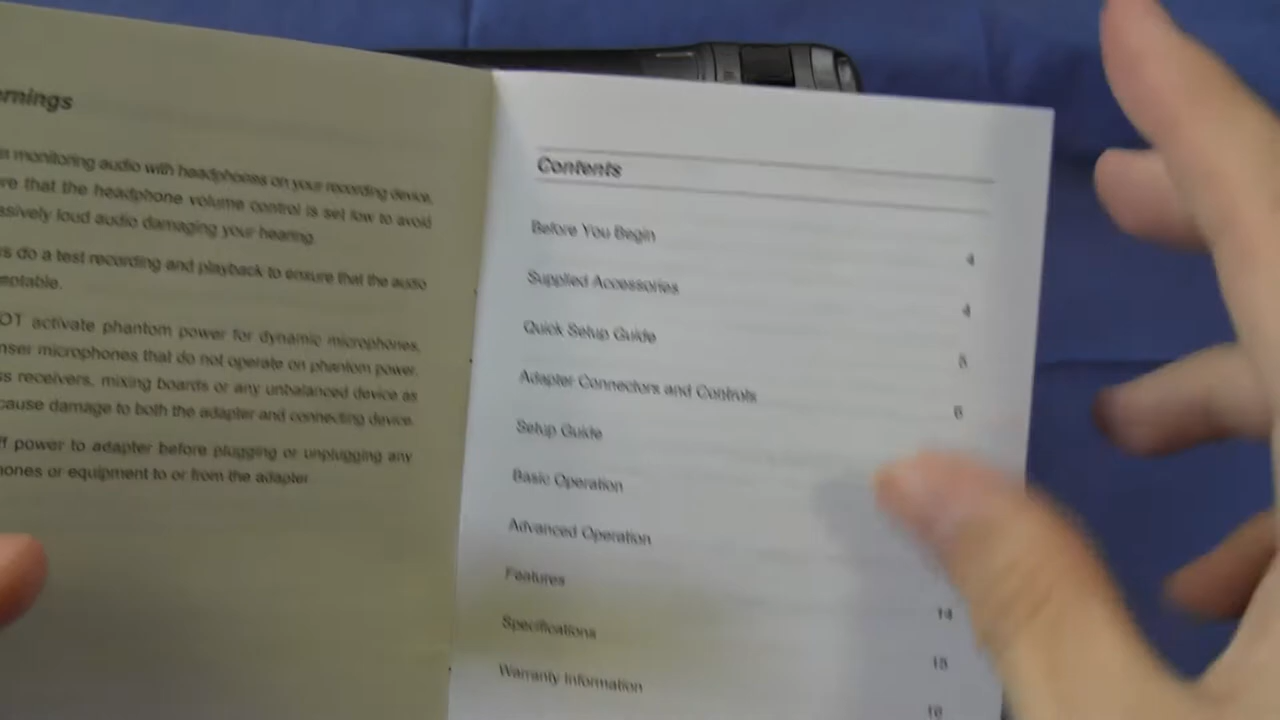 rnings
monitoring audio with headphones on your recording device,
re that the headphone volume control is set low to avoid
ssively loud audio damaging your hearing.
s do a test recording and playback to ensure that the audio
eptable.
OT activate phantom power for dynamic microphones,
nser microphones that do not operate on phantom power.
ss receivers, mixing boards or any unbalanced device as
cause damage to both the adapter and connecting device.
ff power to adapter before plugging or unplugging any
hones or equipment to or from the adapter
Contents
Before You Begin 4
Supplied Accessories 4
Quick Setup Guide 5
Adapter Connectors and Controls 6
Setup Guide
Basic Operation
Advanced Operation
Features 14
Specifications 15
Warranty Information 16